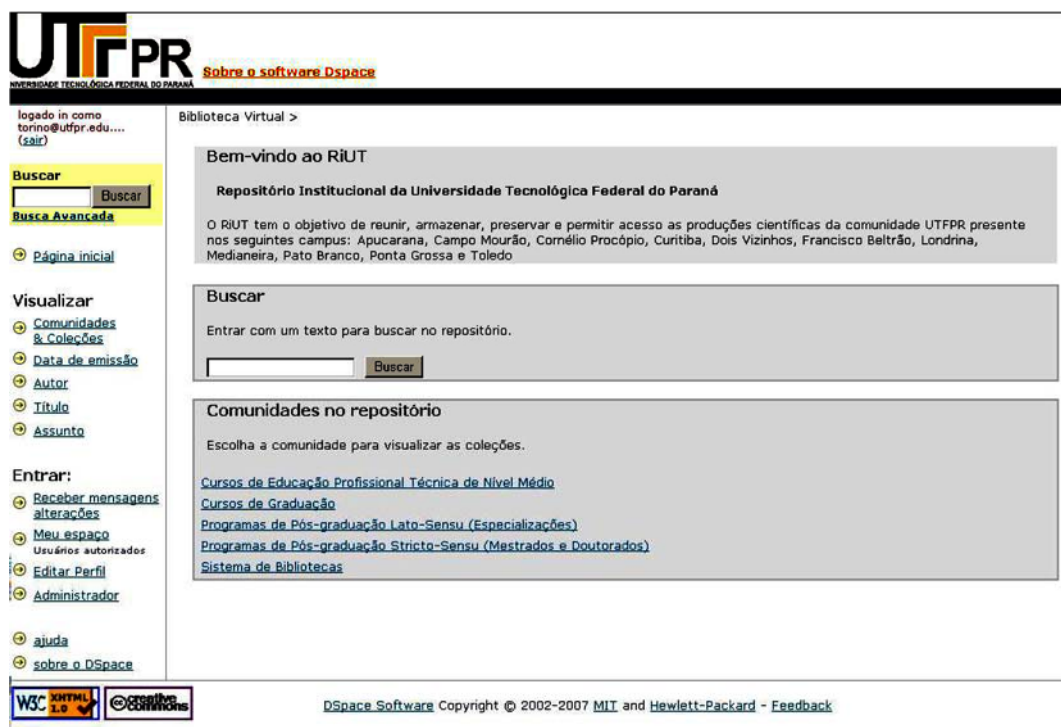 UTFPR
NIVERSIDADE TECNOLÓGICA FEDERAL DO PARANÁ
Sobre o software Dspace
logado in como
torino@utfpr.edu....
(sair)
Buscar
Buscar
Busca Avançada
Página inicial
Visualizar
Comunidades
& Coleções
Data de emissão
Autor
Título
Assunto
Entrar:
Receber mensagens
alterações
Meu espaço
Usuários autorizados
Editar Perfil
Administrador
ajuda
sobre o DSpace
Biblioteca Virtual >
Bem-vindo ao RiUT
Repositório Institucional da Universidade Tecnológica Federal do Paraná
O RiUT tem o objetivo de reunir, armazenar, preservar e permitir acesso as produções científicas da comunidade UTFPR presente
nos seguintes campus: Apucarana, Campo Mourão, Cornélio Procópio, Curitiba, Dois Vizinhos, Francisco Beltrão, Londrina,
Medianeira, Pato Branco, Ponta Grossa e Toledo
Buscar
Entrar com um texto para buscar no repositório.
Buscar
Comunidades no repositório
Escolha a comunidade para visualizar as coleções.
Cursos de Educação Profissional Técnica de Nível Médio
Cursos de Graduação
Programas de Pós-graduação Lato-Sensu (Especializações)
Programas de Pós-graduação Stricto-Sensu (Mestrados e Doutorados)
Sistema de Bibliotecas
W3C XHTML 1.0
cc creative commons
DSpace Software Copyright © 2002-2007 MIT and Hewlett-Packard - Feedback